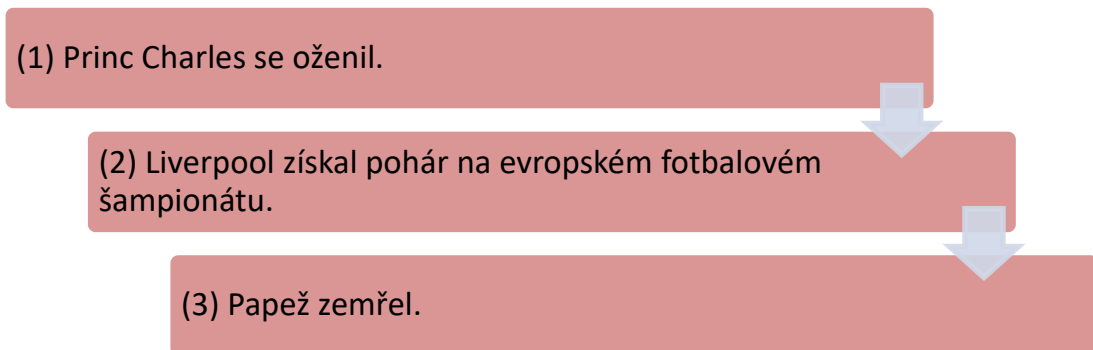 (1) Princ Charles se oženil.
(2) Liverpool získal pohár na evropském fotbalovém
šampionátu.
(3) Papež zemřel.